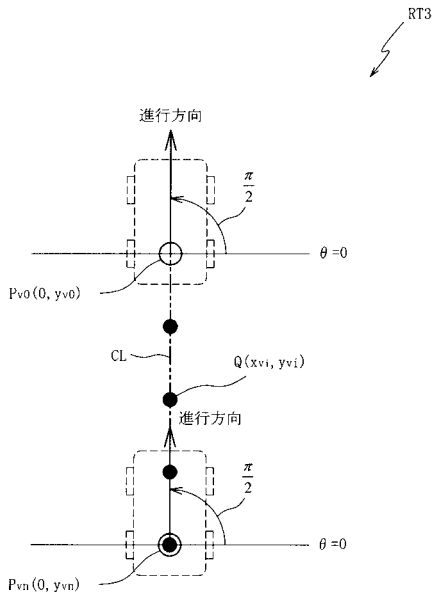 RT3
進行方向
π/2
θ=0
Pv0(0,yv0)
CL
Q(xvi,yvi)
進行方向
π/2
θ=0
Pvn(0,yvn)